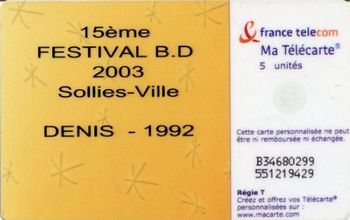 15ème
FESTIVAL B.D
2003
Sollies-Ville
DENIS - 1992
france telecom
Ma Télécarte®
5 unités
Cette carte personnalisée ne peut
être ni remboursée ni échangée.
B34680299
551219429
Régie T
Créez et offrez vos Télécarte®
personnalisées sur :
www.macarte.com